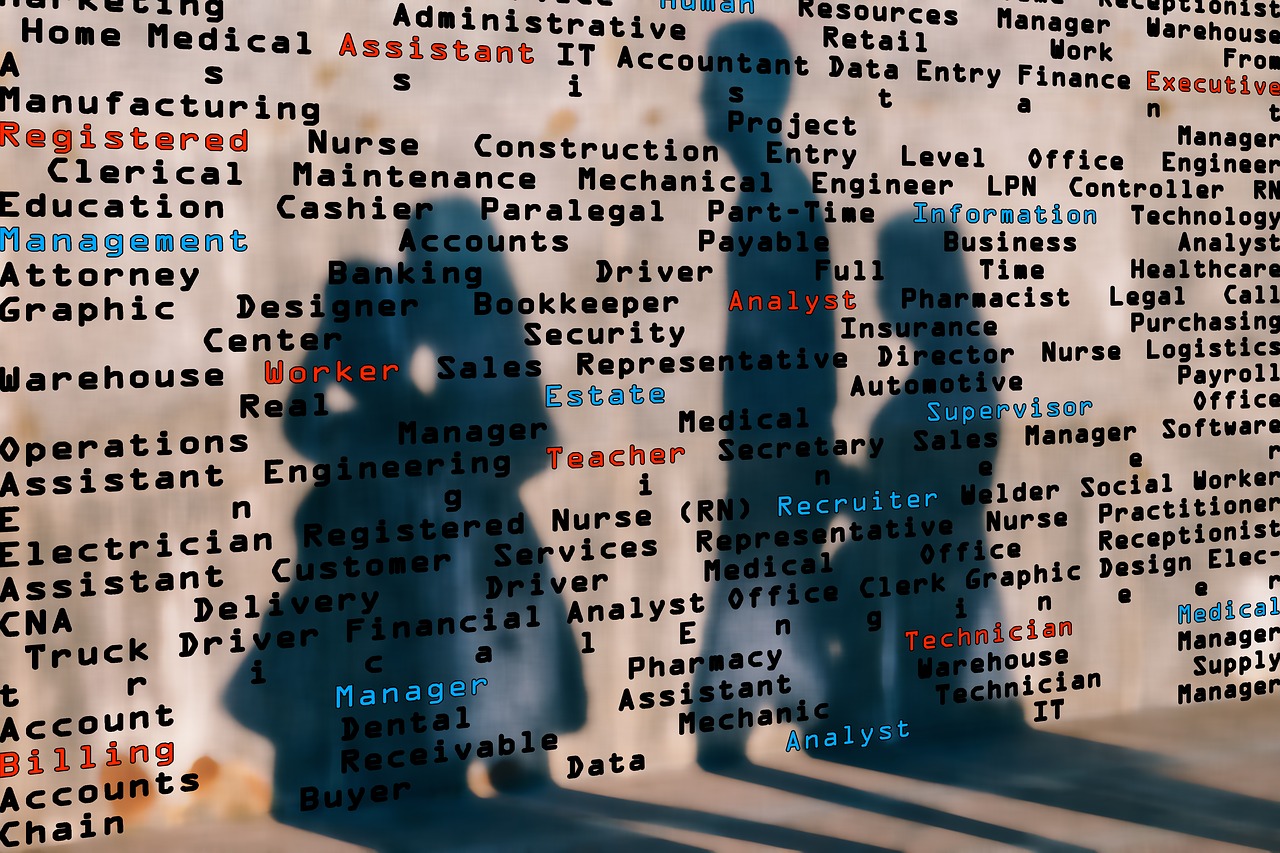 Receptionist
Human Resources Manager Warehouse
Marketing Administrative Retail Work From
Home Medical Assistant IT Accountant Data Entry Finance Executive
A s s i s t a n t
Manufacturing Project Manager
Registered Nurse Construction Entry Level Office Engineer
Clerical Maintenance Mechanical Engineer LPN Controller RN
Education Cashier Paralegal Part-Time Information Technology
Management Accounts Payable Business Analyst
Attorney Banking Driver Full Time Healthcare
Graphic Designer Bookkeeper Analyst Pharmacist Legal Call
Center Security Insurance Purchasing
Warehouse Worker Sales Representative Director Nurse Logistics
Real Estate Automotive Payroll
Operations Manager Medical Supervisor Office
Assistant Engineering Teacher Secretary Sales Manager Software
E n g i n e e r
Electrician Registered Nurse (RN) Recruiter Welder Social Worker
Assistant Customer Services Representative Nurse Practitioner
CNA Delivery Driver Medical Office Receptionist
Truck Driver Financial Analyst Office Clerk Graphic Design Elec-
t r i c a l E n g i n e e r
Account Manager Pharmacy Technician Medical
Billing Dental Assistant Warehouse Manager
Accounts Receivable Mechanic Technician Supply
Chain Buyer Data Analyst IT Manager